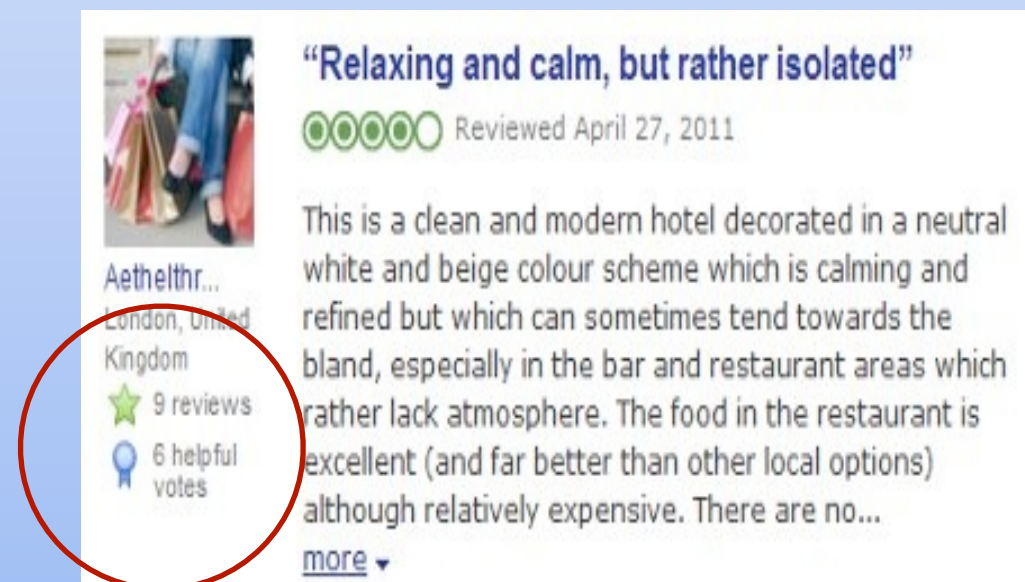 “Relaxing and calm, but rather isolated”
Reviewed April 27, 2011
This is a clean and modern hotel decorated in a neutral
white and beige colour scheme which is calming and
refined but which can sometimes tend towards the
bland, especially in the bar and restaurant areas which
rather lack atmosphere. The food in the restaurant is
excellent (and far better than other local options)
although relatively expensive. There are no...
more
Aethelthr...
London, United
Kingdom
9 reviews
6 helpful
votes